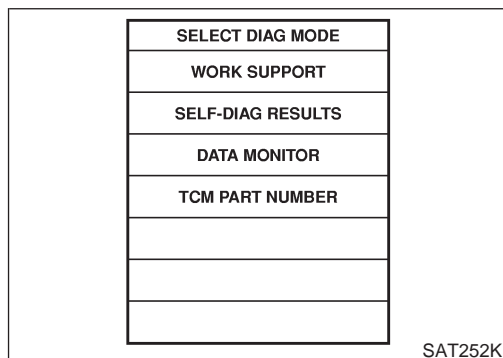 SELECT DIAG MODE
WORK SUPPORT
SELF-DIAG RESULTS
DATA MONITOR
TCM PART NUMBER
SAT252K